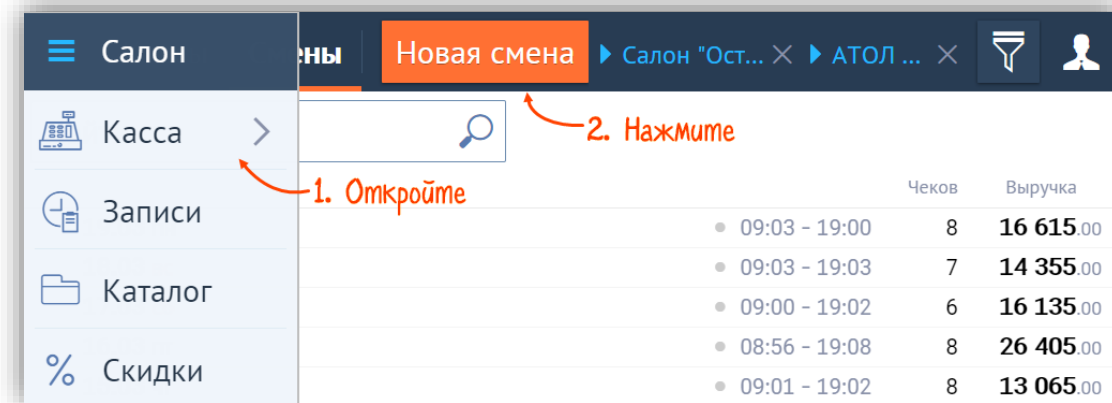 Салон
ены
Новая смена
Салон "Ост...
АТОЛ ...
Касса
2. Нажмите
1. Откройте
Чеков Выручка
Записи
09:03 - 19:00 8 16 615.00
09:03 - 19:03 7 14 355.00
Каталог
09:00 - 19:02 6 16 135.00
08:56 - 19:08 8 26 405.00
% Скидки
09:01 - 19:02 8 13 065.00